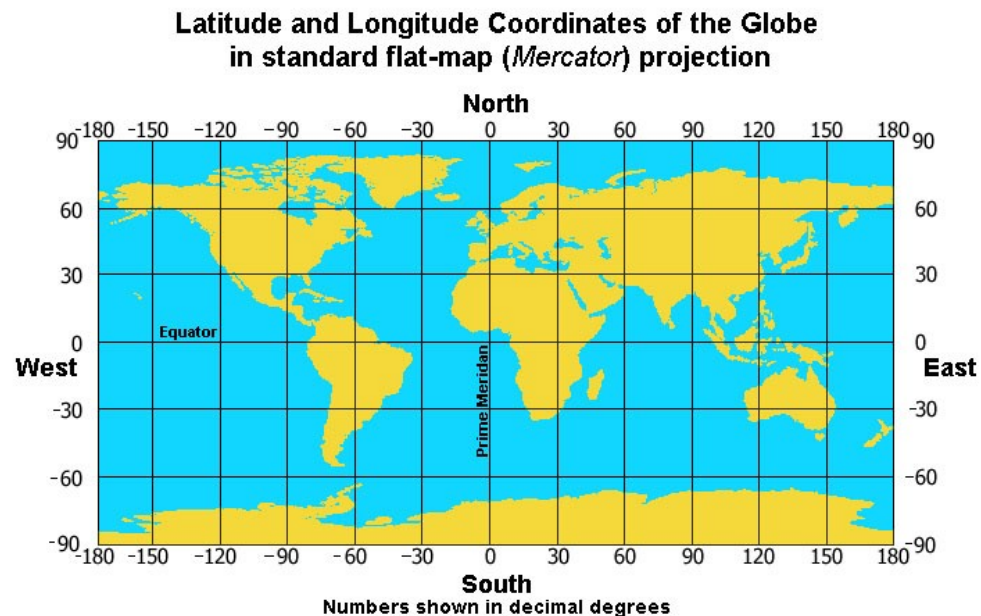 Latitude and Longitude Coordinates of the Globe
in standard flat-map (Mercator) projection
North
-180 -150 -120 -90 -60 -30 0 30 60 90 120 150 180
90 90
60 60
30 30
Equator
0 0
West East
Prime Meridan
-30 -30
-60 -60
-90 -90
-180 -150 -120 -90 -60 -30 0 30 60 90 120 150 180
South
Numbers shown in decimal degrees